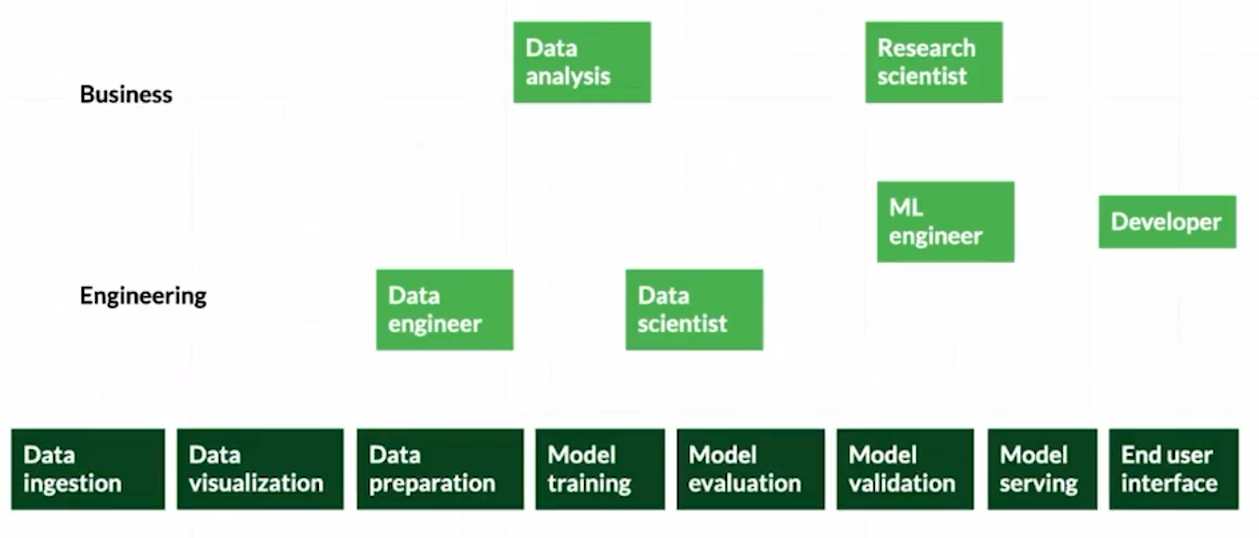 Data
analysis
Research
scientist
Business
ML
engineer
Developer
Data
engineer
Data
scientist
Engineering
Data
ingestion
Data
visualization
Data
preparation
Model
training
Model
evaluation
Model
validation
Model
serving
End user
interface